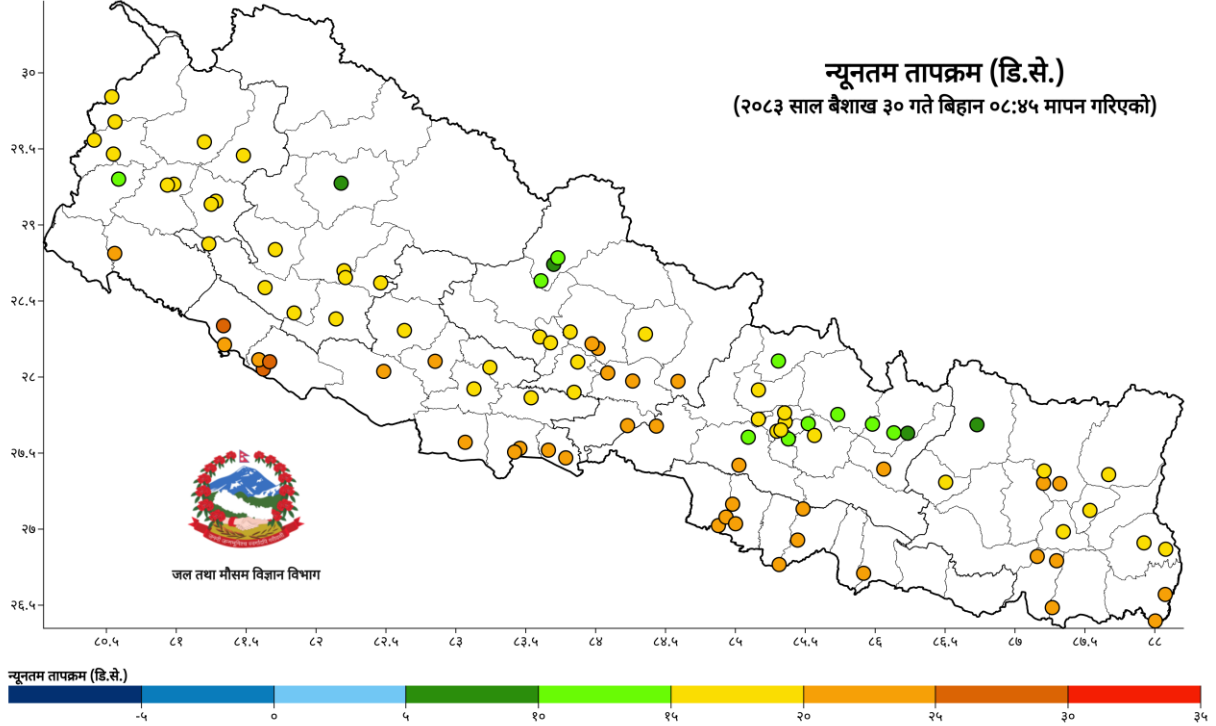 न्यूनतम तापक्रम (डि.से.)
(२०८३ साल बैशाख ३० गते बिहान ०८:४५ मापन गरिएको)
३०
२९.५
२९
२८.५
२८
२७.५
२७
२६.५
८०.५ ८१ ८१.५ ८२ ८२.५ ८३ ८३.५ ८४ ८४.५ ८५ ८५.५ ८६ ८६.५ ८७ ८७.५ ८८
जल तथा मौसम विज्ञान विभाग
न्यूनतम तापक्रम (डि.से.)
-५ ० ५ १० १५ २० २५ ३० ३५